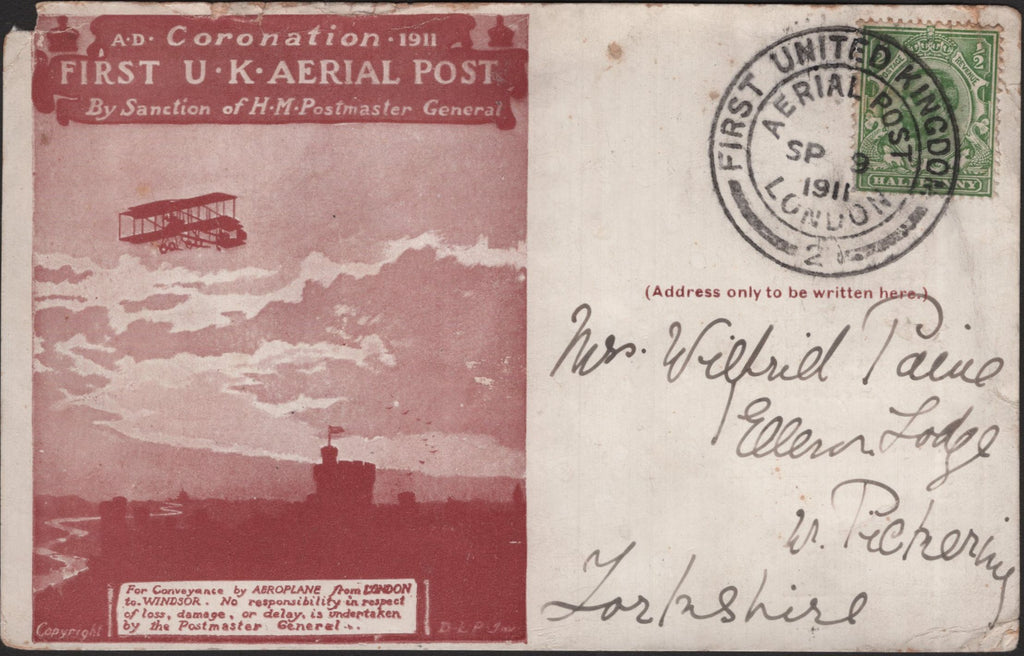 A·D· Coronation · 1911
FIRST U·K·AERIAL POST
By Sanction of H·M·Postmaster General
For Conveyance by AEROPLANE from LONDON
to WINDSOR. No responsibility in respect
of loss, damage, or delay, is undertaken
by the Postmaster General.
Copyright
FIRST UNITED KINGDOM
AERIAL POST
SP 9
1911
LONDON
2
1/2
HALFPENNY
(Address only to be written here.)
Mrs. Wilfrid Paine
Elleron Lodge
W. Pickering
Yorkshire